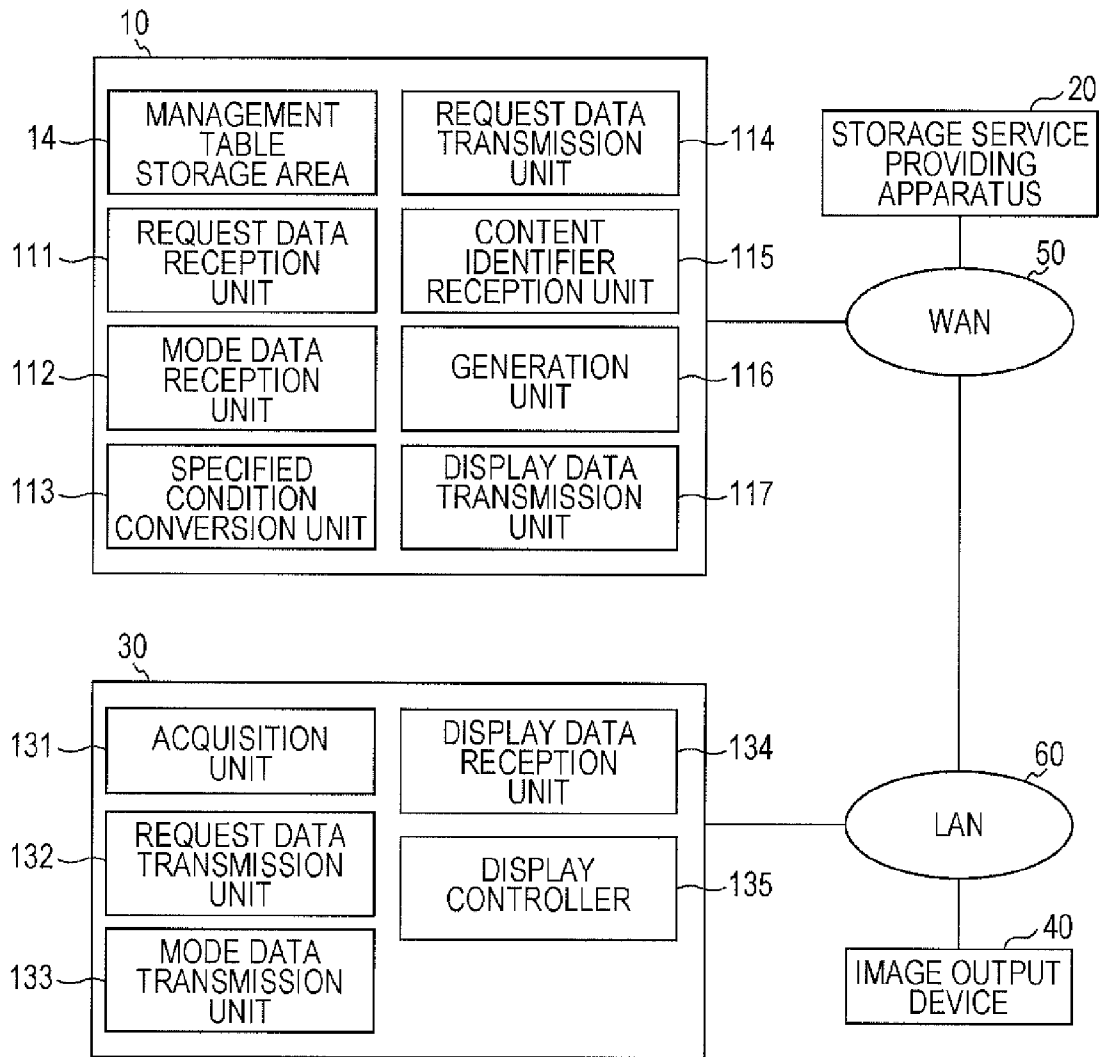 10
14
MANAGEMENT
TABLE
STORAGE AREA
REQUEST DATA
TRANSMISSION
UNIT
114
111
REQUEST DATA
RECEPTION
UNIT
CONTENT
IDENTIFIER
RECEPTION UNIT
115
112
MODE DATA
RECEPTION
UNIT
GENERATION
UNIT
116
113
SPECIFIED
CONDITION
CONVERSION UNIT
DISPLAY DATA
TRANSMISSION
UNIT
117
20
STORAGE SERVICE
PROVIDING
APPARATUS
50
WAN
30
131
ACQUISITION
UNIT
DISPLAY DATA
RECEPTION
UNIT
134
132
REQUEST DATA
TRANSMISSION
UNIT
DISPLAY
CONTROLLER
135
133
MODE DATA
TRANSMISSION
UNIT
60
LAN
40
IMAGE OUTPUT
DEVICE